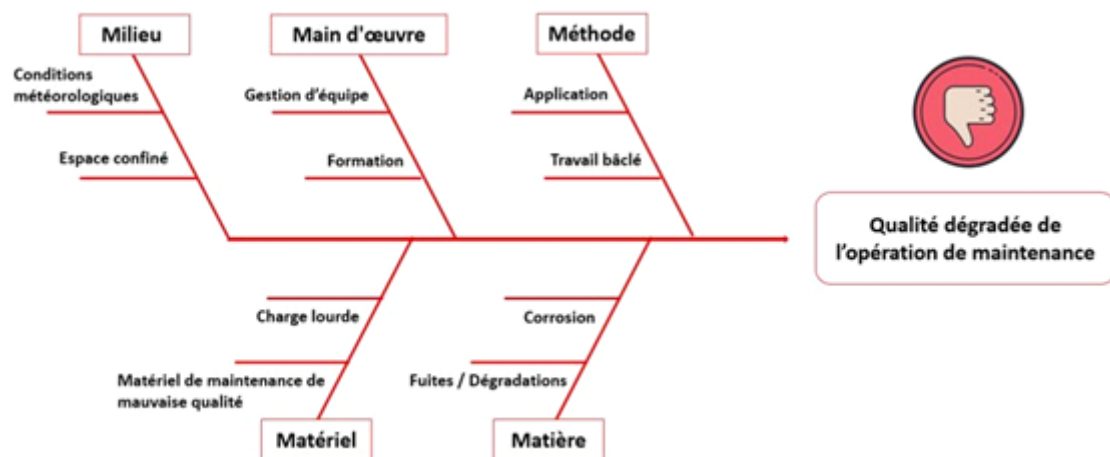 Milieu
Main d'œuvre
Méthode
Conditions
météorologiques
Gestion d'équipe
Application
Espace confiné
Formation
Travail bâclé
Qualité dégradée de
l'opération de maintenance
Charge lourde
Corrosion
Matériel de maintenance de
mauvaise qualité
Fuites / Dégradations
Matériel
Matière